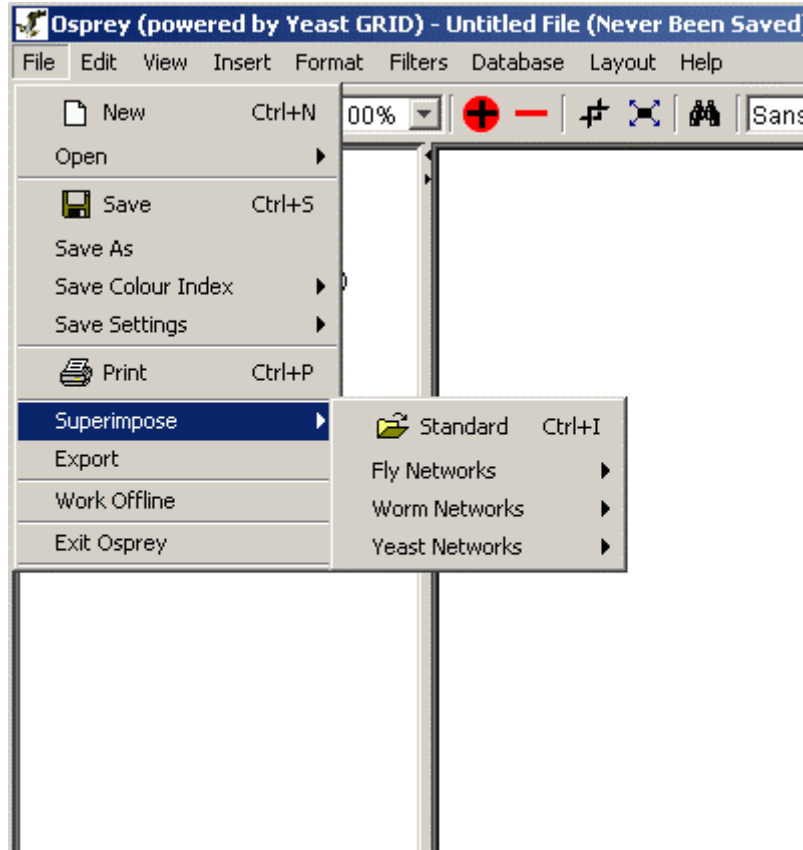 Osprey (powered by Yeast GRID) - Untitled File (Never Been Saved)
File Edit View Insert Format Filters Database Layout Help
New Ctrl+N
00%
Sans
Open
Save Ctrl+S
Save As
Save Colour Index
Save Settings
Print Ctrl+P
Superimpose
Export
Work Offline
Exit Osprey
Standard Ctrl+I
Fly Networks
Worm Networks
Yeast Networks